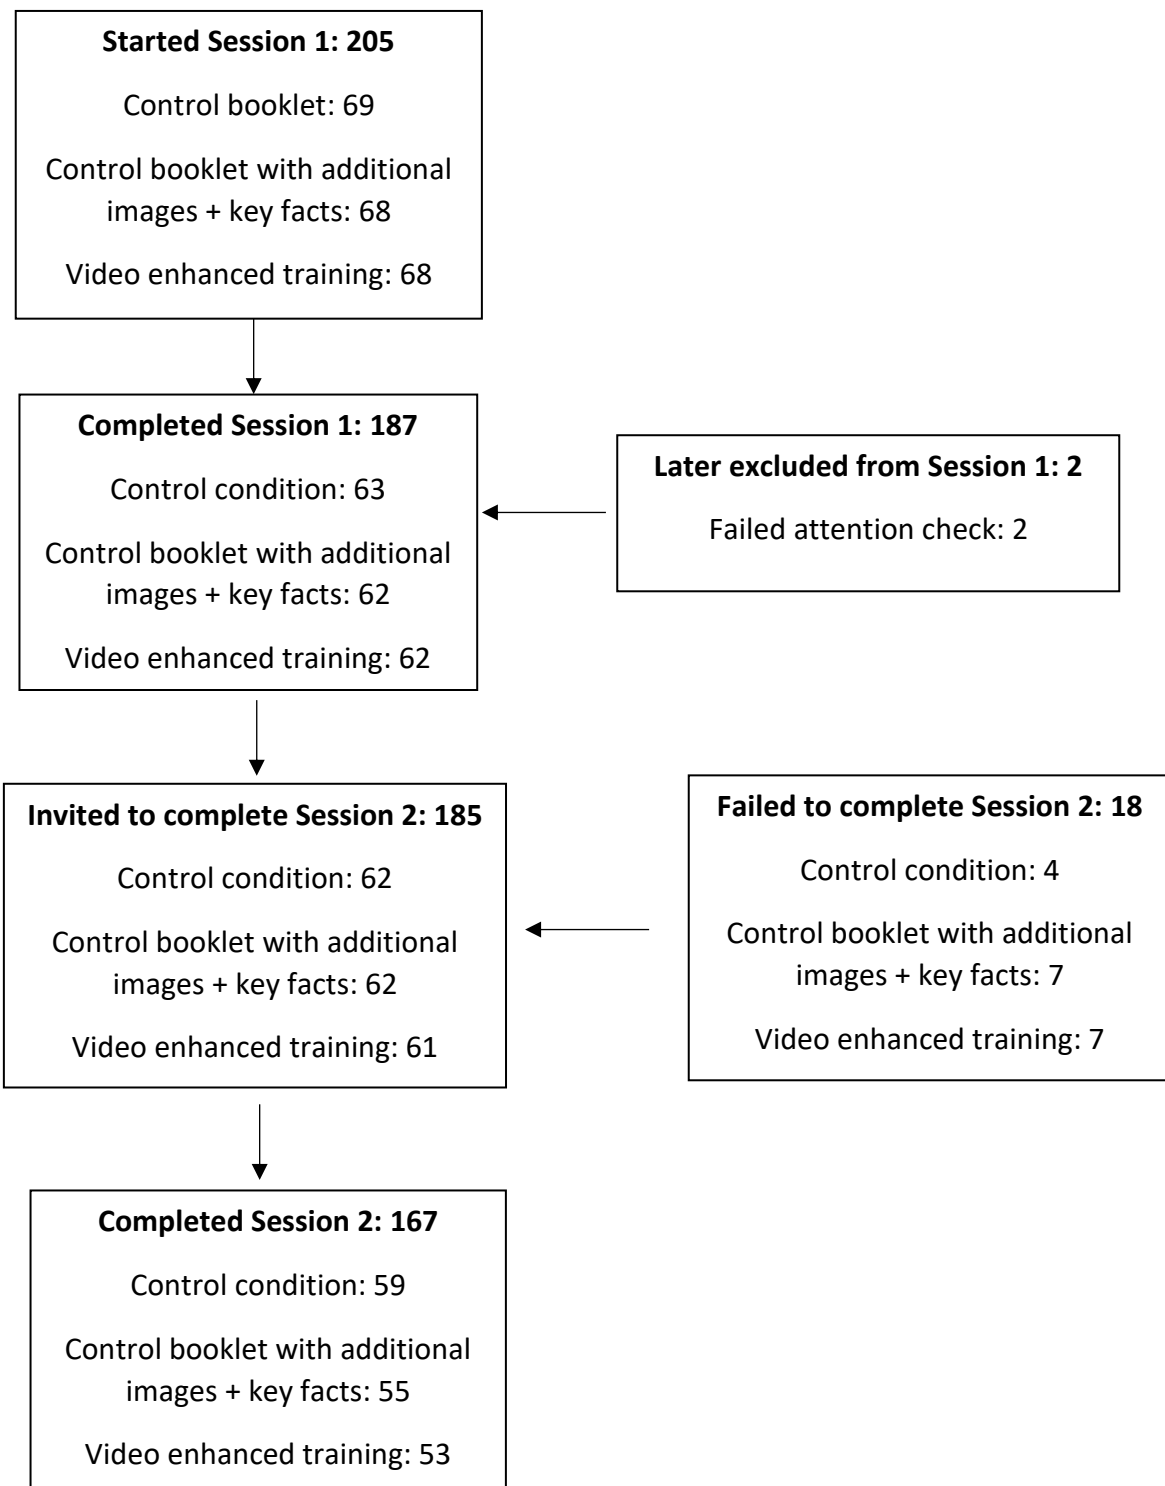 Started Session 1: 205
Control booklet: 69
Control booklet with additional
images + key facts: 68
Video enhanced training: 68
Completed Session 1: 187
Control condition: 63
Control booklet with additional
images + key facts: 62
Video enhanced training: 62
Later excluded from Session 1: 2
Failed attention check: 2
Invited to complete Session 2: 185
Control condition: 62
Control booklet with additional
images + key facts: 62
Video enhanced training: 61
Failed to complete Session 2: 18
Control condition: 4
Control booklet with additional
images + key facts: 7
Video enhanced training: 7
Completed Session 2: 167
Control condition: 59
Control booklet with additional
images + key facts: 55
Video enhanced training: 53